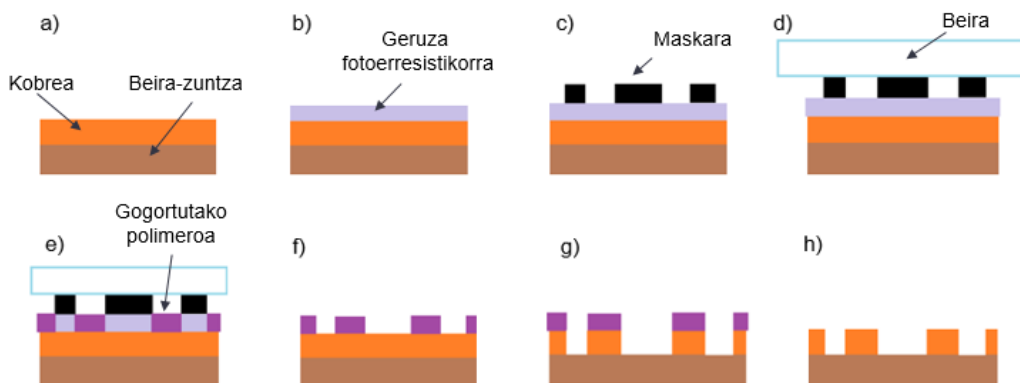 a)
Kobrea
Beira-zuntza
b)
Geruza
fotoerresistikorra
c)
Maskara
d)
Beira
e)
Gogortutako
polimeroa
f)
g)
h)